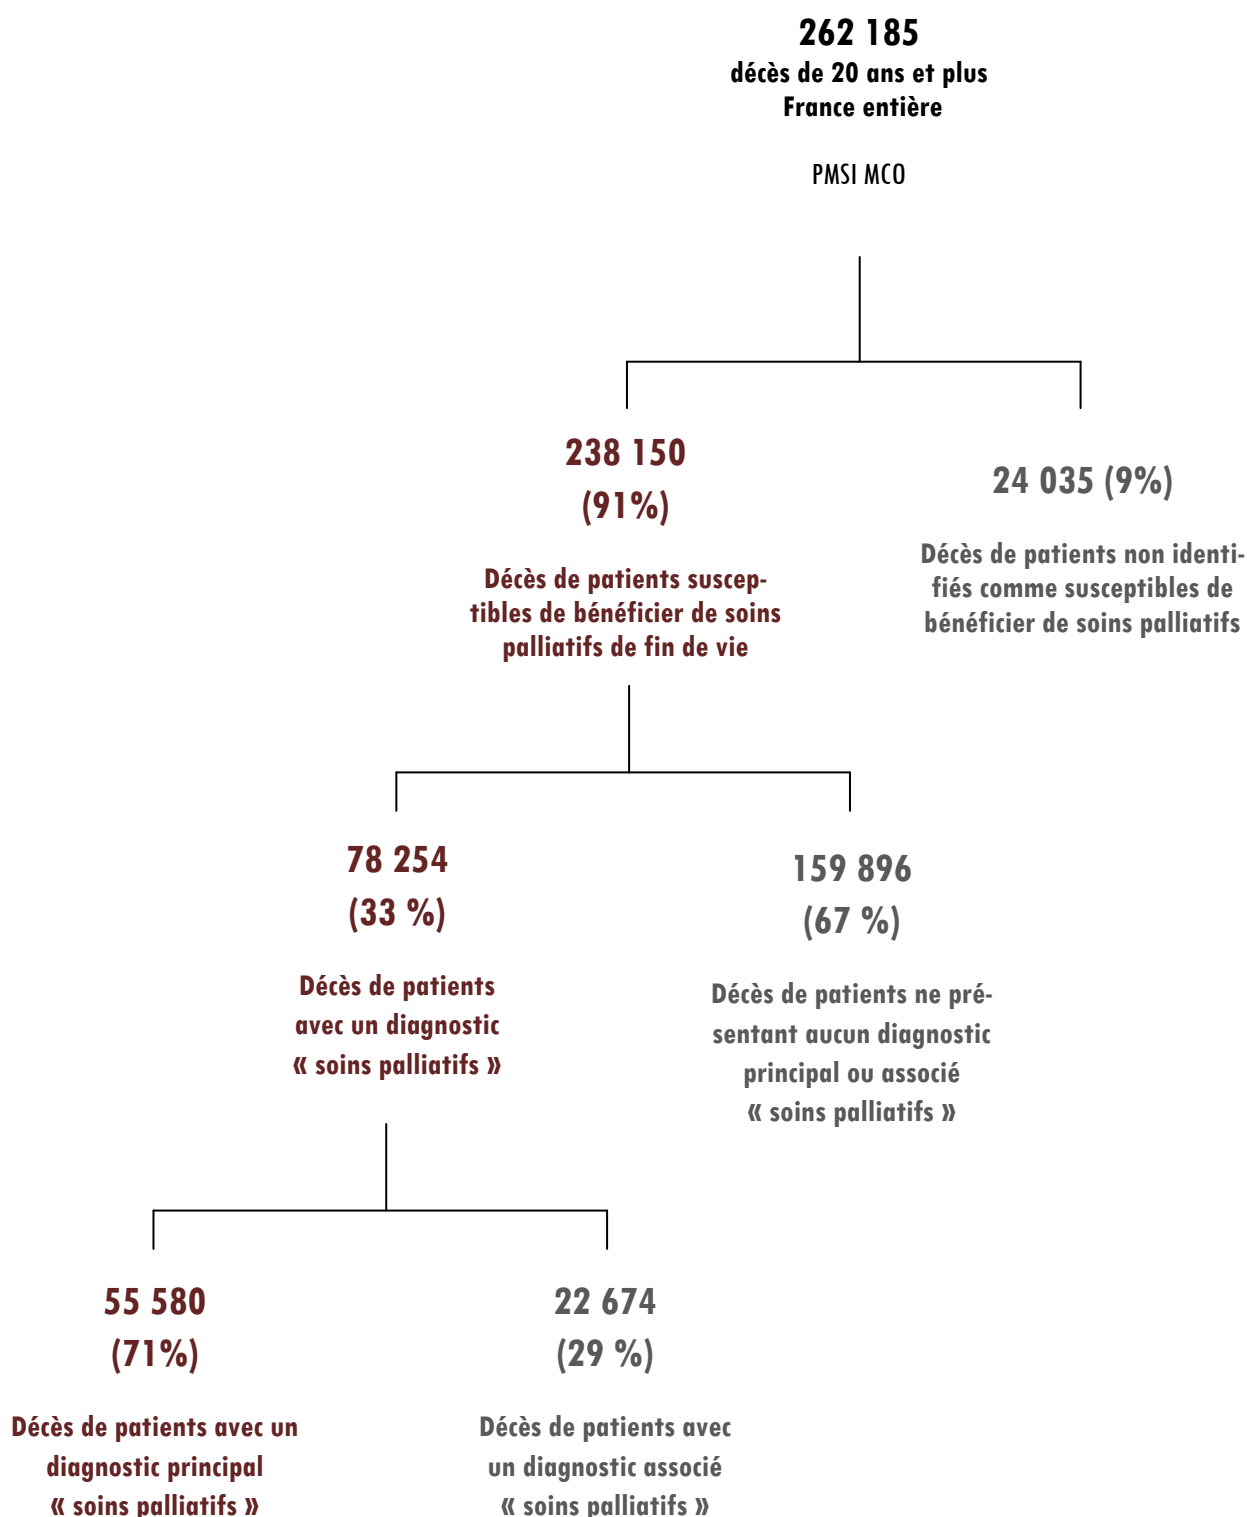 262 185
décès de 20 ans et plus
France entière
PMSI MCO
238 150
(91%)
Décès de patients suscep-
tibles de bénéficier de soins
palliatifs de fin de vie
24 035 (9%)
Décès de patients non identi-
fiés comme susceptibles de
bénéficier de soins palliatifs
78 254
(33 %)
Décès de patients
avec un diagnostic
« soins palliatifs »
159 896
(67 %)
Décès de patients ne pré-
sentant aucun diagnostic
principal ou associé
« soins palliatifs »
55 580
(71%)
Décès de patients avec un
diagnostic principal
« soins palliatifs »
22 674
(29 %)
Décès de patients avec
un diagnostic associé
« soins palliatifs »